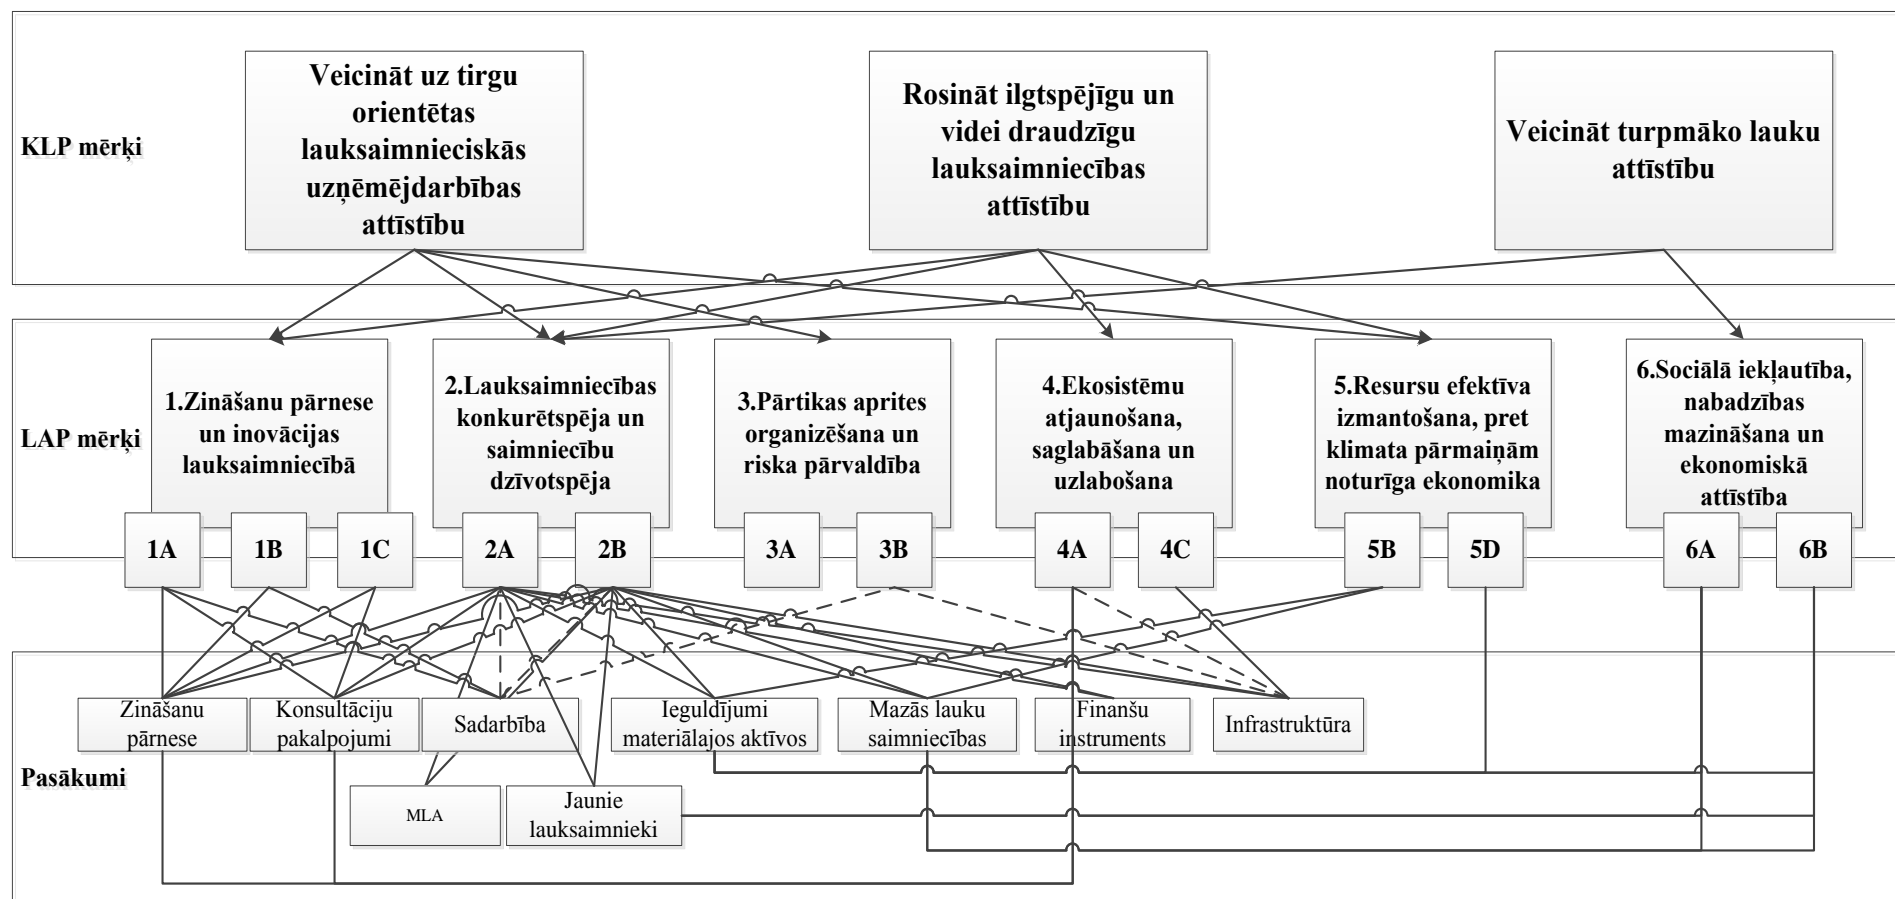 KLP mērķi
Veicināt uz tirgu
orientētas
lauksaimnieciskās
uzņēmējdarbības
attīstību
Rosināt ilgtspējīgu un
videi draudzīgu
lauksaimniecības
attīstību
Veicināt turpmāko lauku
attīstību
LAP mērķi
1.Zināšanu pārnese
un inovācijas
lauksaimniecībā
2.Lauksaimniecības
konkurētspēja un
saimniecību
dzīvotspēja
3.Pārtikas aprites
organizēšana un
riska pārvaldība
4.Ekosistēmu
atjaunošana,
saglabāšana un
uzlabošana
5.Resursu efektīva
izmantošana, pret
klimata pārmaiņām
noturīga ekonomika
6.Sociālā iekļautība,
nabadzības
mazināšana un
ekonomiskā
attīstība
1A
1B
1C
2A
2B
3A
3B
4A
4C
5B
5D
6A
6B
Pasākumi
Zināšanu
pārnese
Konsultāciju
pakalpojumi
Sadarbība
Ieguldījumi
materiālajos aktīvos
Mazās lauku
saimniecības
Finanšu
instruments
Infrastruktūra
MLA
Jaunie
lauksaimnieki